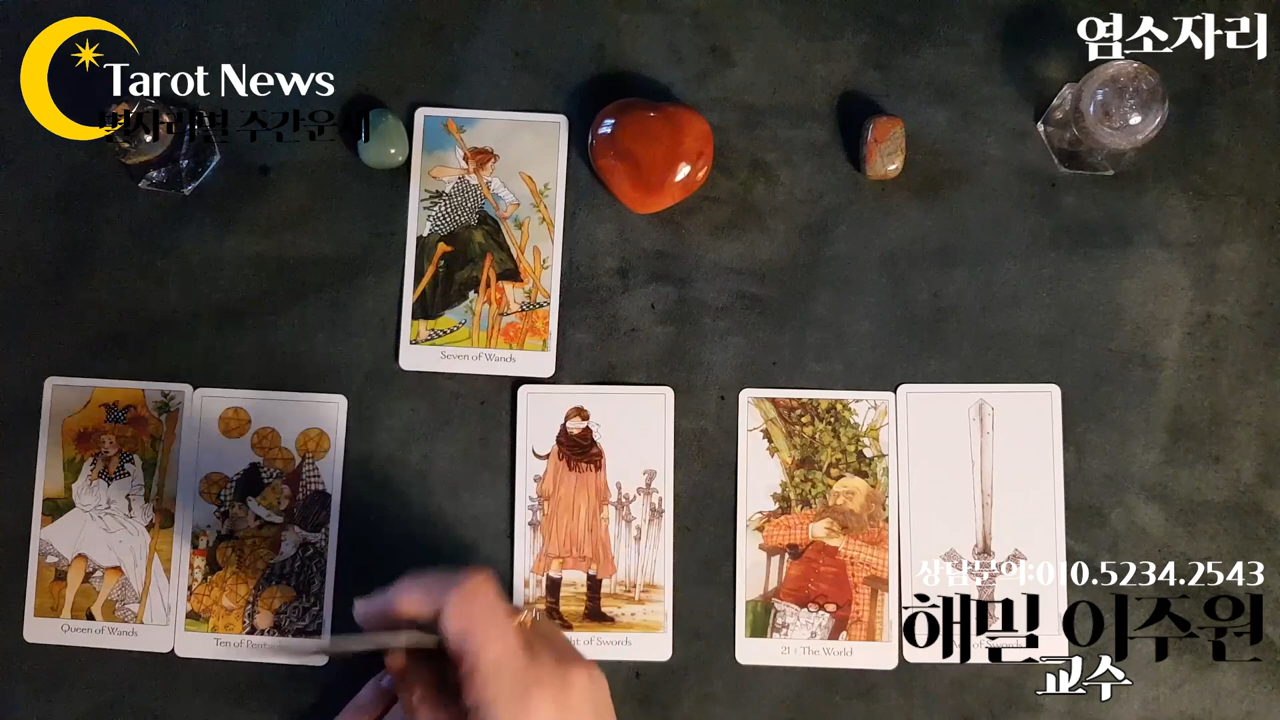 염소자리
Tarot News
별자리별 주간운세
Seven of Wands
Queen of Wands
Ten of Pent
ht of Swords
21 The World
상담문의:010.5234.2543
해밀 이주원
교수